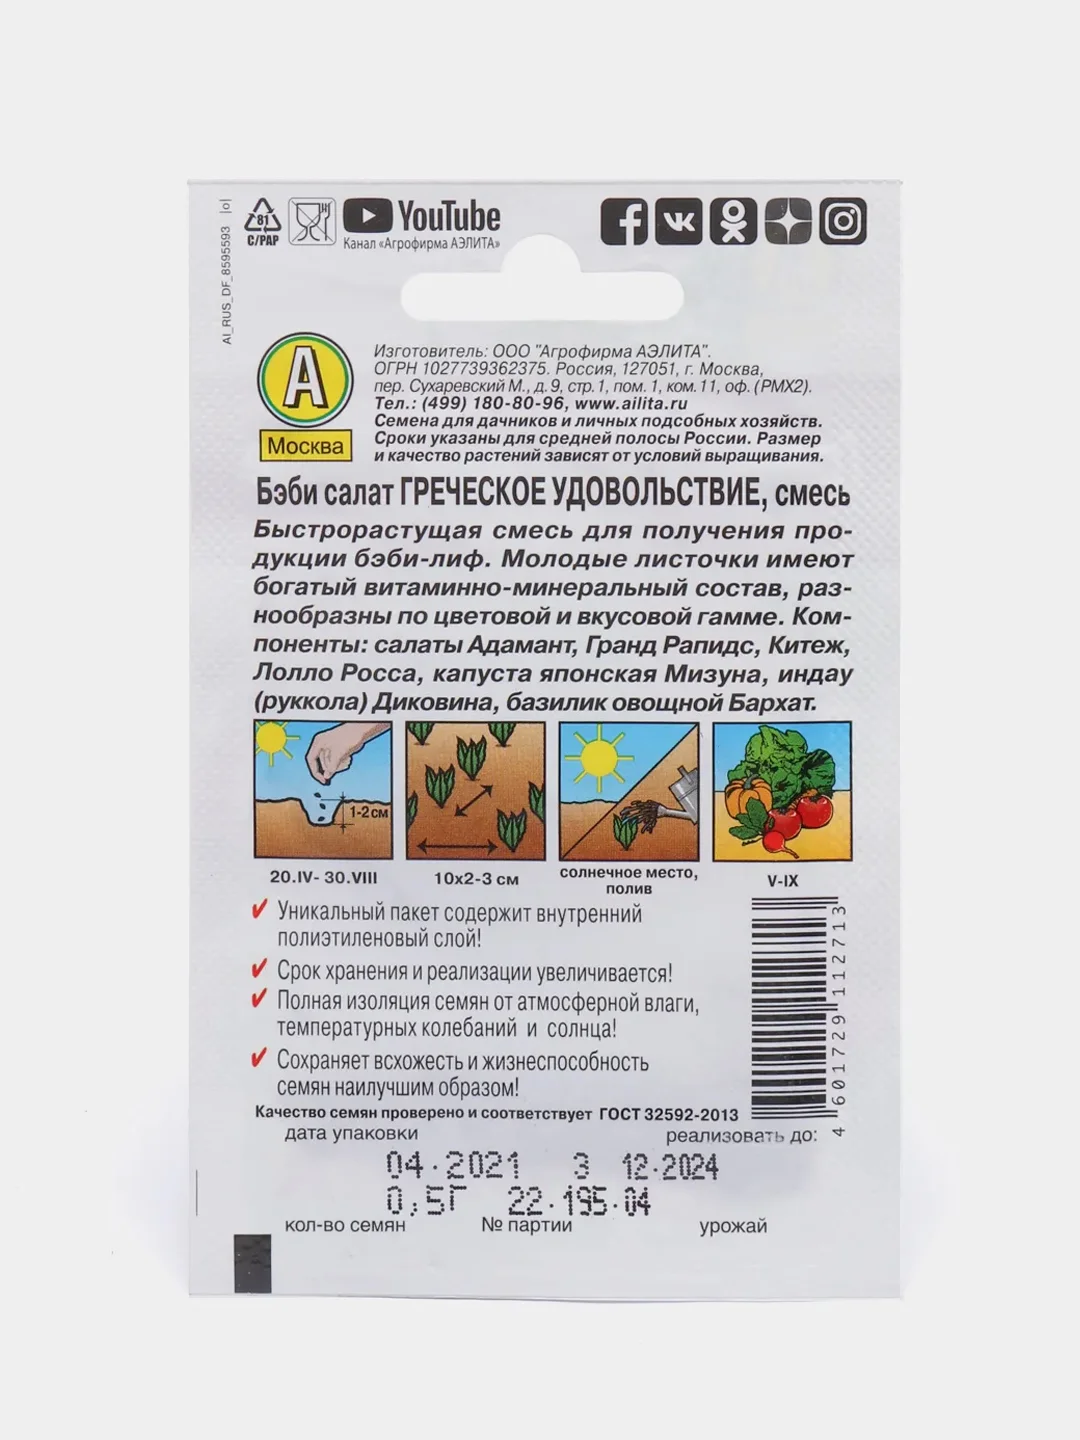 AI_RUS_DF_8595593 |o|
81
C/PAP
YouTube
Канал «Агрофирма АЭЛИТА»
А
Москва
Изготовитель: ООО "Агрофирма АЭЛИТА".
ОГРН 1027739362375. Россия, 127051, г. Москва,
пер. Сухаревский М., д. 9, стр. 1, пом. 1, ком. 11, оф. (РМХ2).
Тел.: (499) 180-80-96, www.ailita.ru
Семена для дачников и личных подсобных хозяйств.
Сроки указаны для средней полосы России. Размер
и качество растений зависят от условий выращивания.
Бэби салат ГРЕЧЕСКОЕ УДОВОЛЬСТВИЕ, смесь
Быстрорастущая смесь для получения про-
дукции бэби-лиф. Молодые листочки имеют
богатый витаминно-минеральный состав, раз-
нообразны по цветовой и вкусовой гамме. Ком-
поненты: салаты Адамант, Гранд Рапидс, Китеж,
Лолло Росса, капуста японская Мизуна, индау
(руккола) Диковина, базилик овощной Бархат.
1-2 см
20.IV- 30.VIII
10х2-3 см
солнечное место,
полив
V-IX
Уникальный пакет содержит внутренний
полиэтиленовый слой!
Срок хранения и реализации увеличивается!
Полная изоляция семян от атмосферной влаги,
температурных колебаний и солнца!
Сохраняет всхожесть и жизнеспособность
семян наилучшим образом!
4 601729 112713
Качество семян проверено и соответствует ГОСТ 32592-2013
дата упаковки реализовать до:
04.2021 3 12.2024
0,5Г 22.195.04
кол-во семян № партии урожай